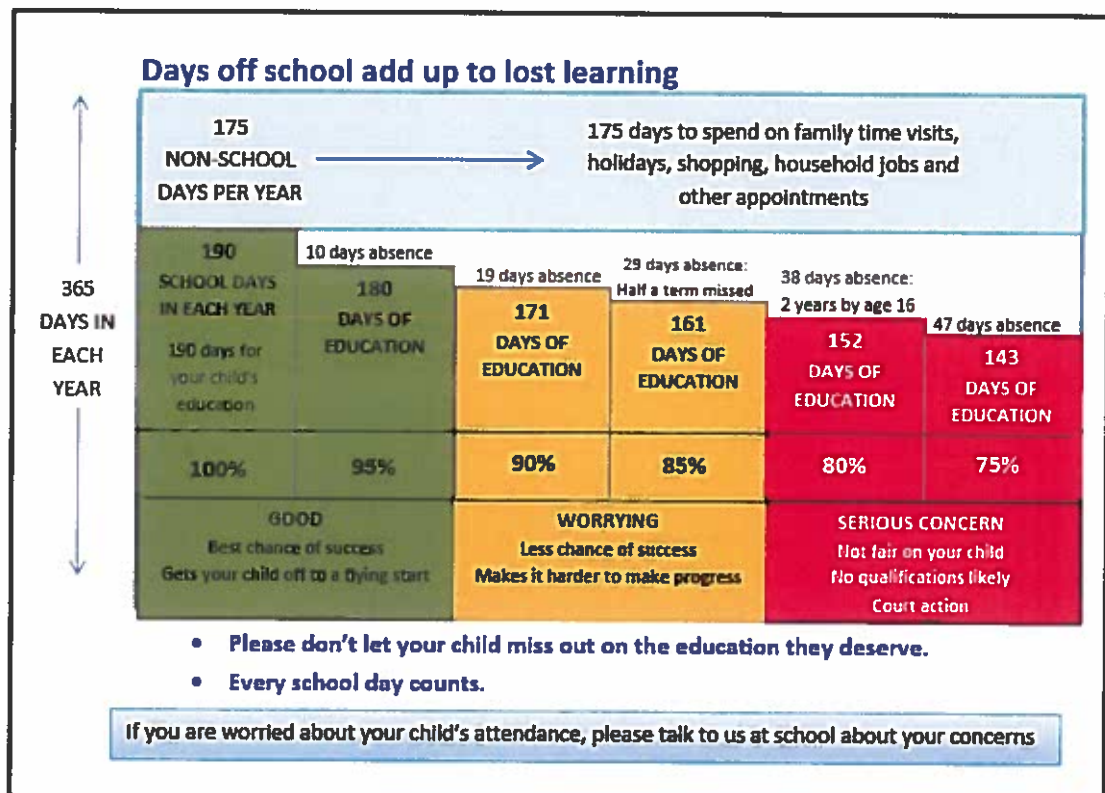 Days off school add up to lost learning
175
NON-SCHOOL
DAYS PER YEAR
175 days to spend on family time visits,
holidays, shopping, household jobs and
other appointments
365
DAYS IN
EACH
YEAR
190
SCHOOL DAYS
IN EACH YEAR
190 days for
your child's
education
10 days absence
180
DAYS OF
EDUCATION
19 days absence
171
DAYS OF
EDUCATION
29 days absence:
Half a term missed
161
DAYS OF
EDUCATION
38 days absence:
2 years by age 16
152
DAYS OF
EDUCATION
47 days absence
143
DAYS OF
EDUCATION
100%
95%
90%
85%
80%
75%
GOOD
Best chance of success
Gets your child off to a flying start
WORRYING
Less chance of success
Makes it harder to make progress
SERIOUS CONCERN
Not fair on your child
No qualifications likely
Court action
• Please don't let your child miss out on the education they deserve.
• Every school day counts.
If you are worried about your child's attendance, please talk to us at school about your concerns